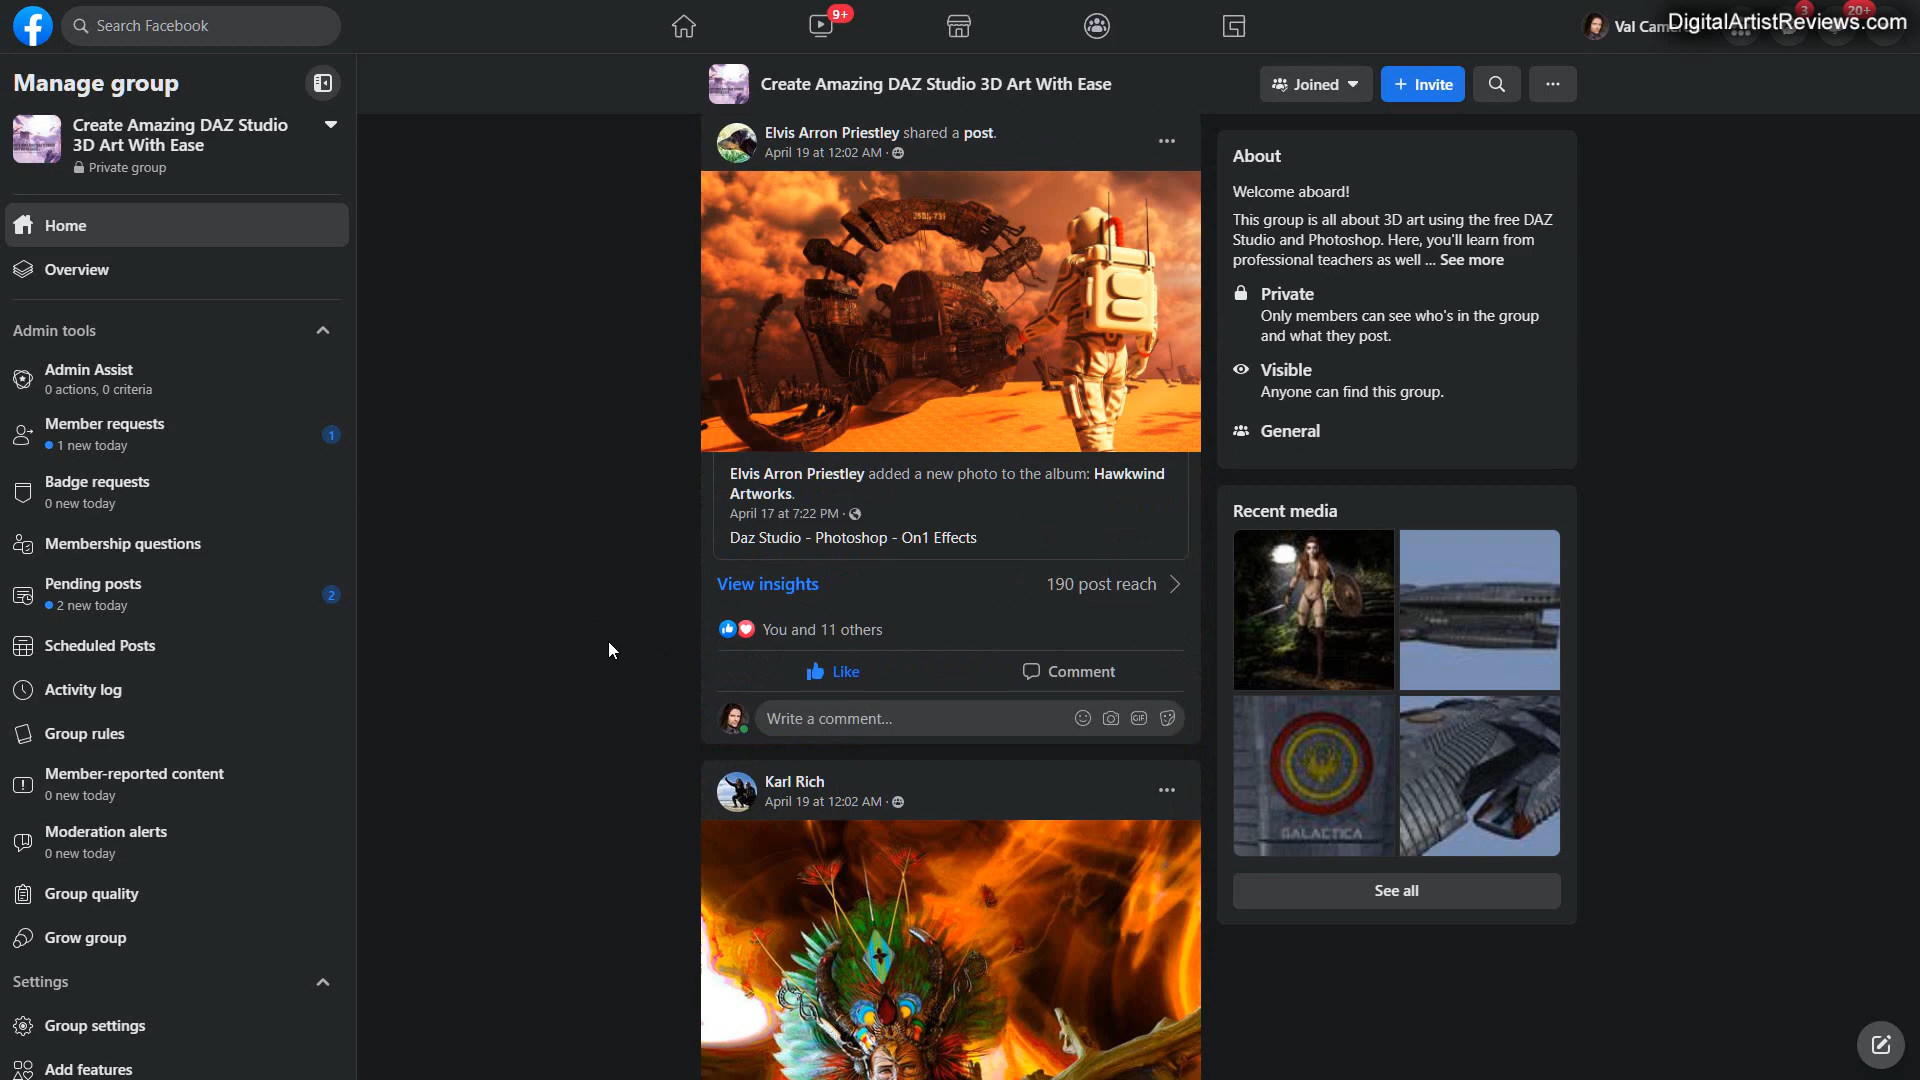 Search Facebook
9+
Val Cam
3
20+
DigitalArtistReviews.com
Manage group
Create Amazing DAZ Studio
3D Art With Ease
Private group
Home
Overview
Admin tools
Admin Assist
0 actions, 0 criteria
Member requests
1 new today
1
Badge requests
0 new today
Membership questions
Pending posts
2 new today
2
Scheduled Posts
Activity log
Group rules
Member-reported content
0 new today
Moderation alerts
0 new today
Group quality
Grow group
Settings
Group settings
Add features
Create Amazing DAZ Studio 3D Art With Ease
Joined
+ Invite
Elvis Arron Priestley shared a post.
April 19 at 12:02 AM ·
Elvis Arron Priestley added a new photo to the album: Hawkwind
Artworks.
April 17 at 7:22 PM ·
Daz Studio - Photoshop - On1 Effects
View insights
190 post reach
You and 11 others
Like
Comment
Write a comment...
GIF
Karl Rich
April 19 at 12:02 AM ·
About
Welcome aboard!
This group is all about 3D art using the free DAZ
Studio and Photoshop. Here, you'll learn from
professional teachers as well ... See more
Private
Only members can see who's in the group
and what they post.
Visible
Anyone can find this group.
General
Recent media
GALACTICA
See all